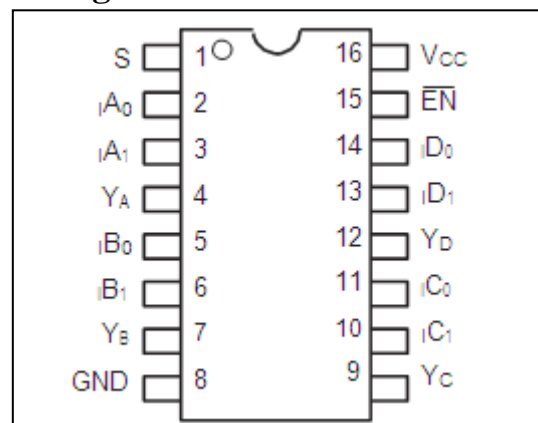 S 1 16 VCC
IA0 2 15 EN
IA1 3 14 ID0
YA 4 13 ID1
IB0 5 12 YD
IB1 6 11 IC0
YB 7 10 IC1
GND 8 9 YC